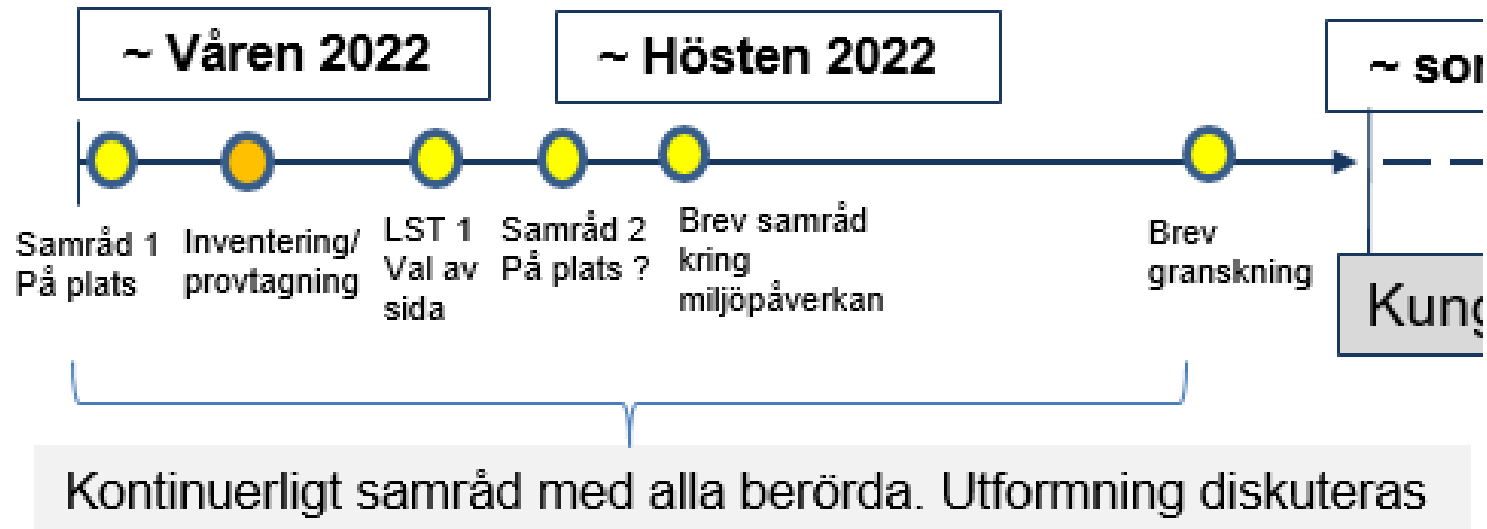 ~ Våren 2022
~ Hösten 2022
~
Samråd 1
På plats
Inventering/
provtagning
LST 1
Val av
sida
Samråd 2
På plats ?
Brev samråd
kring
miljöpåverkan
Brev
granskning
Kontinuerligt samråd med alla berörda. Utformning diskuteras